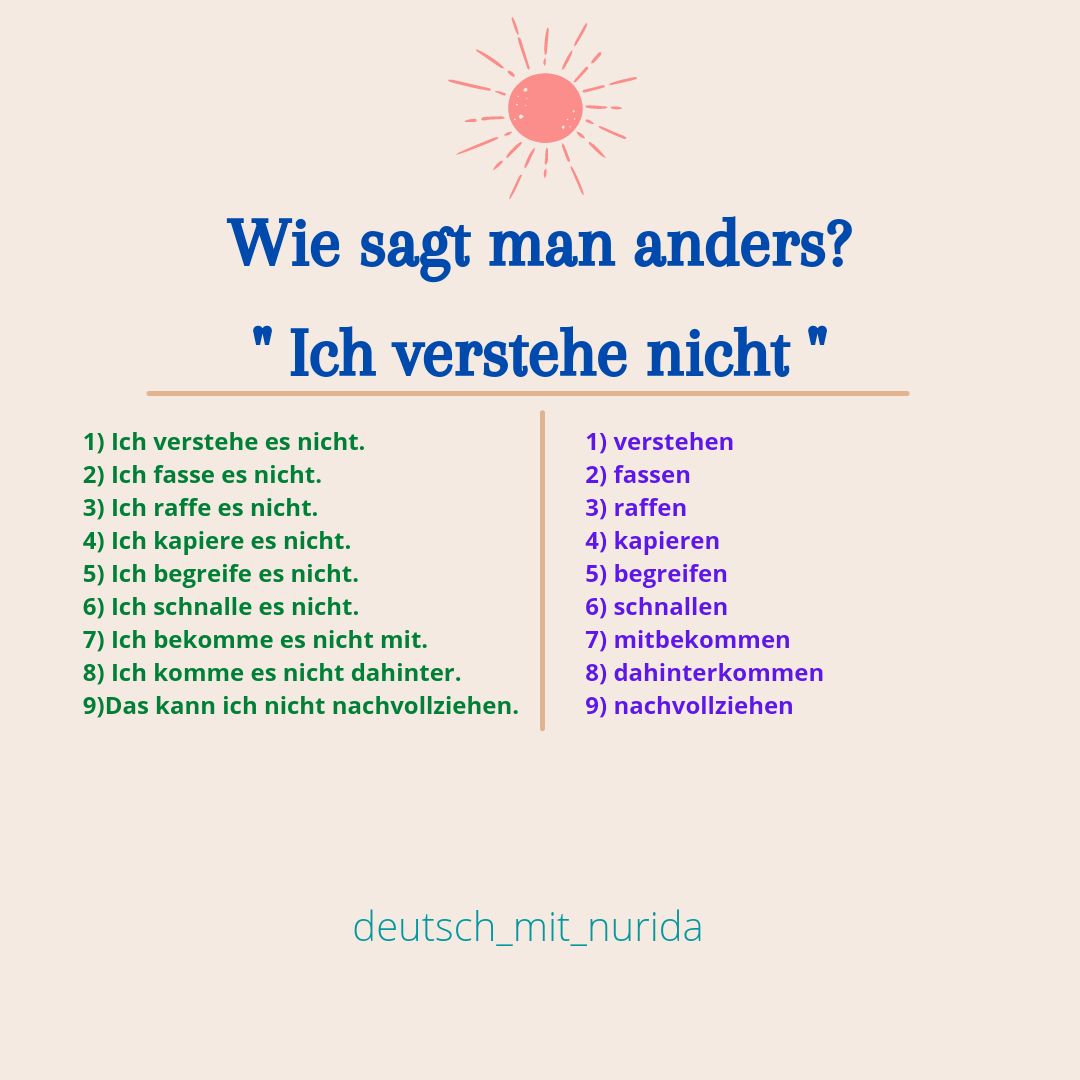 Wie sagt man anders?
" Ich verstehe nicht "
1) Ich verstehe es nicht.
2) Ich fasse es nicht.
3) Ich raffe es nicht.
4) Ich kapiere es nicht.
5) Ich begreife es nicht.
6) Ich schnalle es nicht.
7) Ich bekomme es nicht mit.
8) Ich komme es nicht dahinter.
9)Das kann ich nicht nachvollziehen.
1) verstehen
2) fassen
3) raffen
4) kapieren
5) begreifen
6) schnallen
7) mitbekommen
8) dahinterkommen
9) nachvollziehen
deutsch_mit_nurida